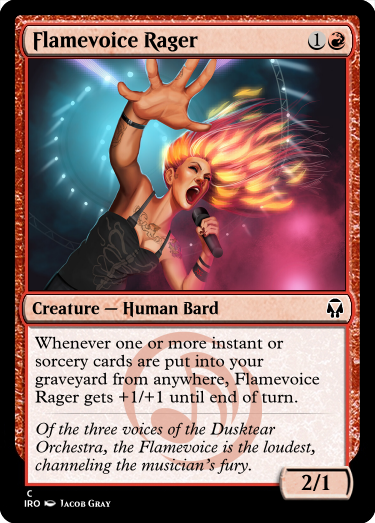 Flamevoice Rager 1
Creature — Human Bard
Whenever one or more instant or
sorcery cards are put into your
graveyard from anywhere, Flamevoice
Rager gets +1/+1 until end of turn.
Of the three voices of the Dusktear
Orchestra, the Flamevoice is the loudest,
channeling the musician's fury.
2/1
C
IRO Jacob Gray